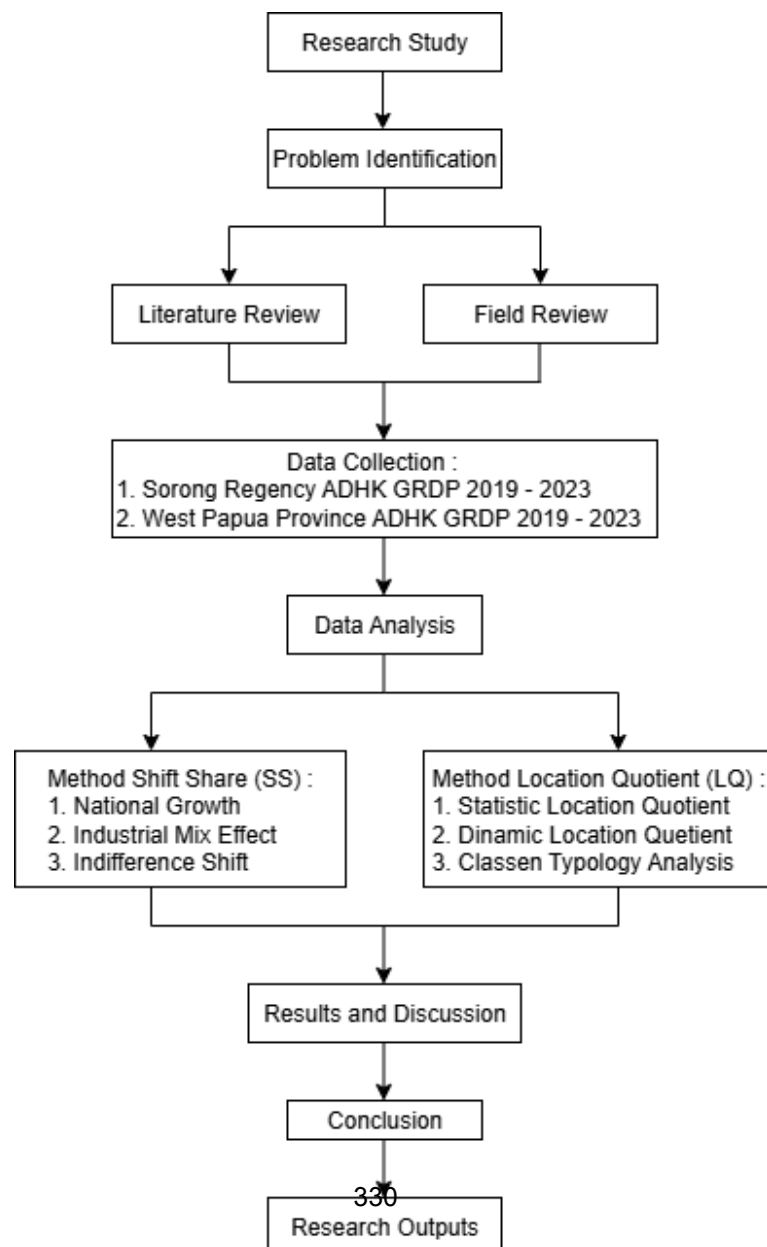 Research Study
Problem Identification
Literature Review
Field Review
Data Collection :
1. Sorong Regency ADHK GRDP 2019 - 2023
2. West Papua Province ADHK GRDP 2019 - 2023
Data Analysis
Method Shift Share (SS) :
1. National Growth
2. Industrial Mix Effect
3. Indifference Shift
Method Location Quotient (LQ) :
1. Statistic Location Quotient
2. Dinamic Location Quetient
3. Classen Typology Analysis
Results and Discussion
Conclusion
330
Research Outputs